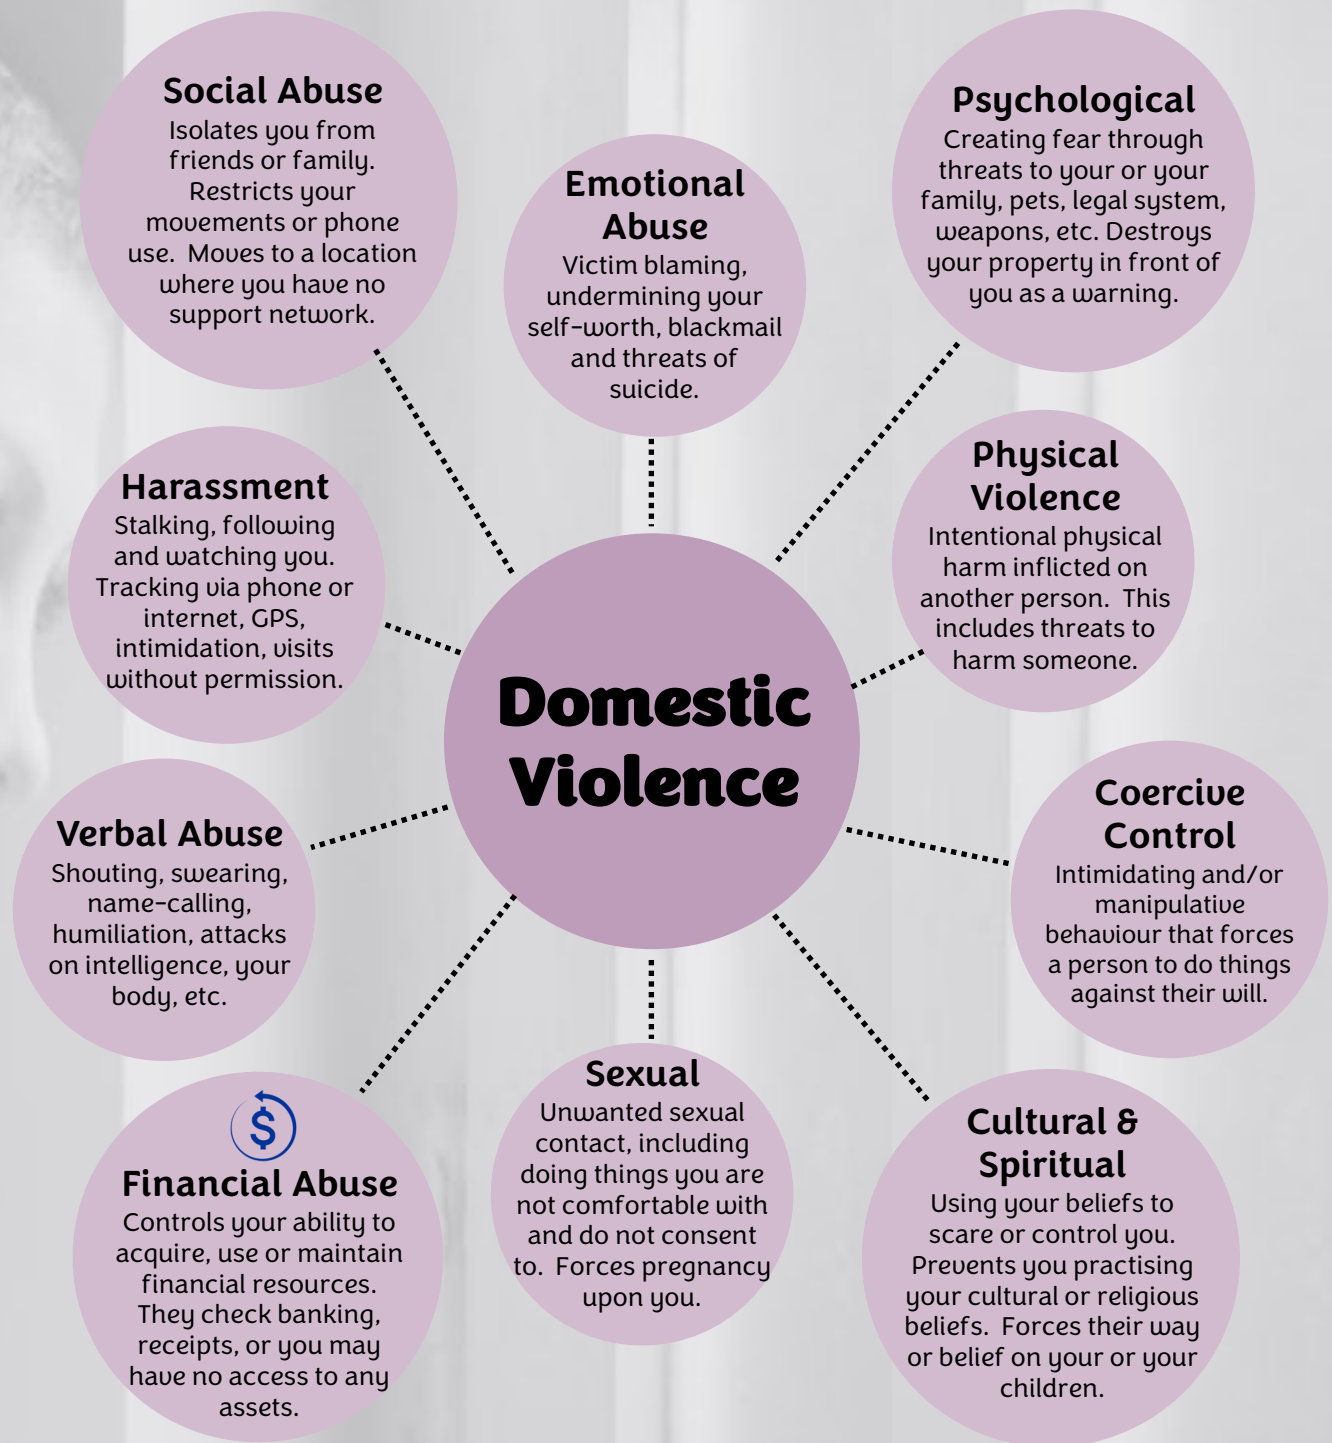 Social Abuse
Isolates you from
friends or family.
Restricts your
movements or phone
use.  Moves to a location
where you have no
support network.
Emotional
Abuse
Victim blaming,
undermining your
self-worth, blackmail
and threats of
suicide.
Psychological
Creating fear through
threats to your or your
family, pets, legal system,
weapons, etc. Destroys
your property in front of
you as a warning.
Harassment
Stalking, following
and watching you.
Tracking via phone or
internet, GPS,
intimidation, visits
without permission.
Physical
Violence
Intentional physical
harm inflicted on
another person.  This
includes threats to
harm someone.
Domestic
Violence
Verbal Abuse
Shouting, swearing,
name-calling,
humiliation, attacks
on intelligence, your
body, etc.
Coercive
Control
Intimidating and/or
manipulative
behaviour that forces
a person to do things
against their will.
$
Financial Abuse
Controls your ability to
acquire, use or maintain
financial resources.
They check banking,
receipts, or you may
have no access to any
assets.
Sexual
Unwanted sexual
contact, including
doing things you are
not comfortable with
and do not consent
to.  Forces pregnancy
upon you.
Cultural &
Spiritual
Using your beliefs to
scare or control you.
Prevents you practising
your cultural or religious
beliefs.  Forces their way
or belief on your or your
children.